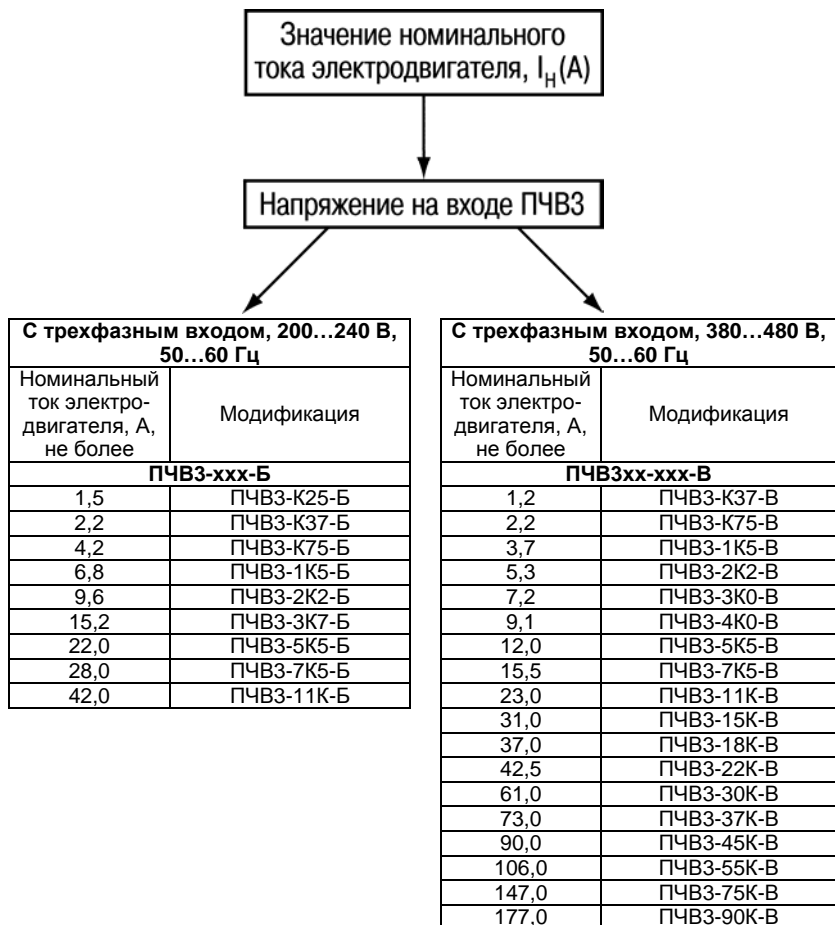 Значение номинального
тока электродвигателя, Iн(А)
Напряжение на входе ПЧВ3
С трехфазным входом, 200…240 В,
50…60 Гц
Номинальный
ток электро-
двигателя, А,
не более
Модификация
ПЧВ3-ххх-Б
1,5 ПЧВ3-К25-Б
2,2 ПЧВ3-К37-Б
4,2 ПЧВ3-К75-Б
6,8 ПЧВ3-1К5-Б
9,6 ПЧВ3-2К2-Б
15,2 ПЧВ3-3К7-Б
22,0 ПЧВ3-5К5-Б
28,0 ПЧВ3-7К5-Б
42,0 ПЧВ3-11К-Б
С трехфазным входом, 380…480 В,
50…60 Гц
Номинальный
ток электро-
двигателя, А,
не более
Модификация
ПЧВ3хх-ххх-В
1,2 ПЧВ3-К37-В
2,2 ПЧВ3-К75-В
3,7 ПЧВ3-1К5-В
5,3 ПЧВ3-2К2-В
7,2 ПЧВ3-3К0-В
9,1 ПЧВ3-4К0-В
12,0 ПЧВ3-5К5-В
15,5 ПЧВ3-7К5-В
23,0 ПЧВ3-11К-В
31,0 ПЧВ3-15К-В
37,0 ПЧВ3-18К-В
42,5 ПЧВ3-22К-В
61,0 ПЧВ3-30К-В
73,0 ПЧВ3-37К-В
90,0 ПЧВ3-45К-В
106,0 ПЧВ3-55К-В
147,0 ПЧВ3-75К-В
177,0 ПЧВ3-90К-В